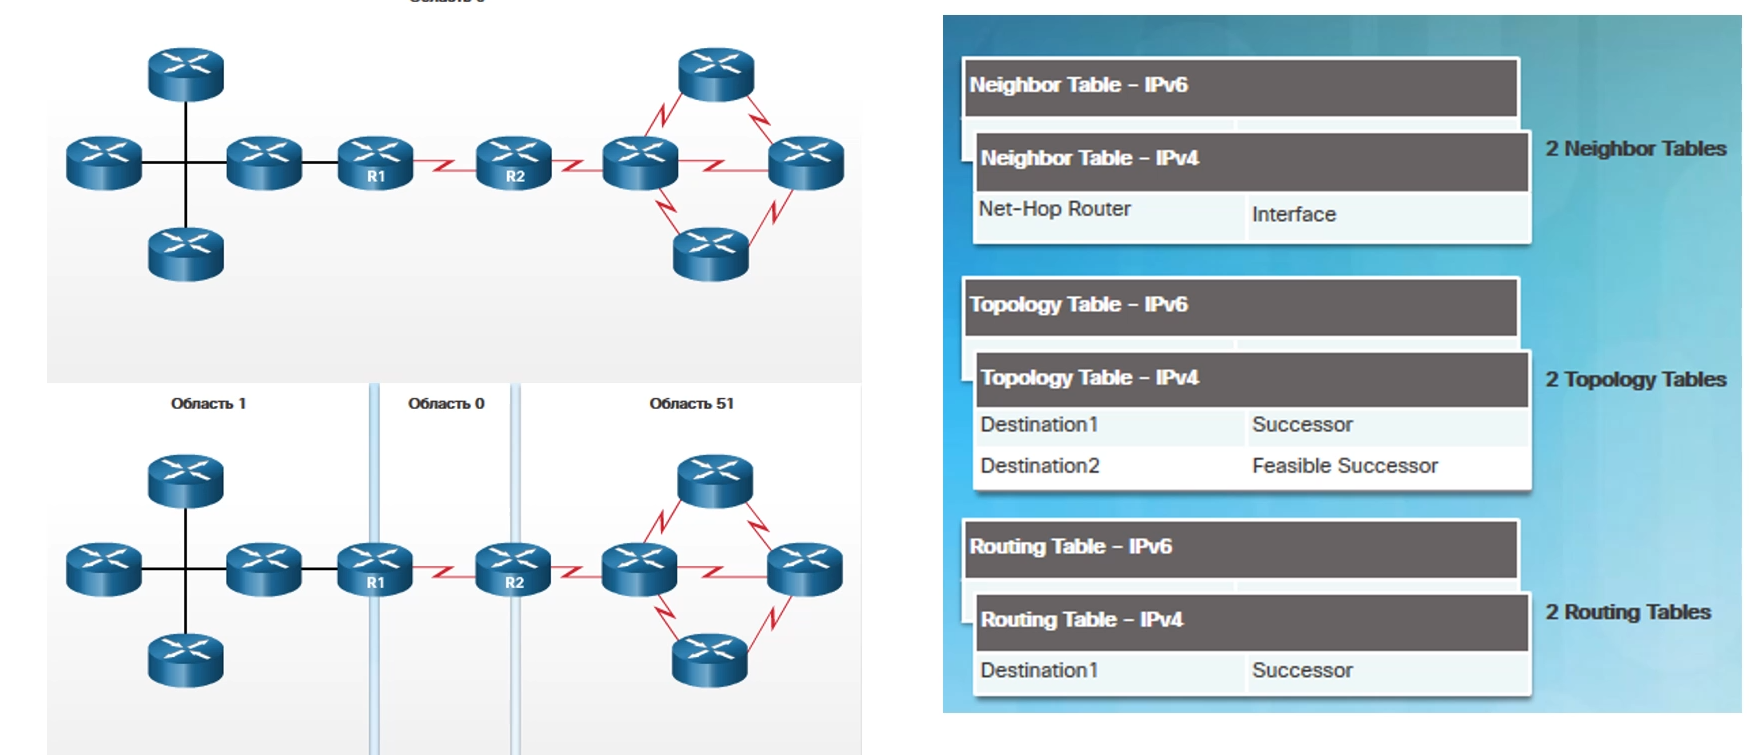 R1
R2
Область 1
Область 0
Область 51
R1
R2
Neighbor Table – IPv6
Neighbor Table – IPv4
Net-Hop Router
Interface
2 Neighbor Tables
Topology Table – IPv6
Topology Table – IPv4
Destination1
Successor
Destination2
Feasible Successor
2 Topology Tables
Routing Table – IPv6
Routing Table – IPv4
Destination1
Successor
2 Routing Tables